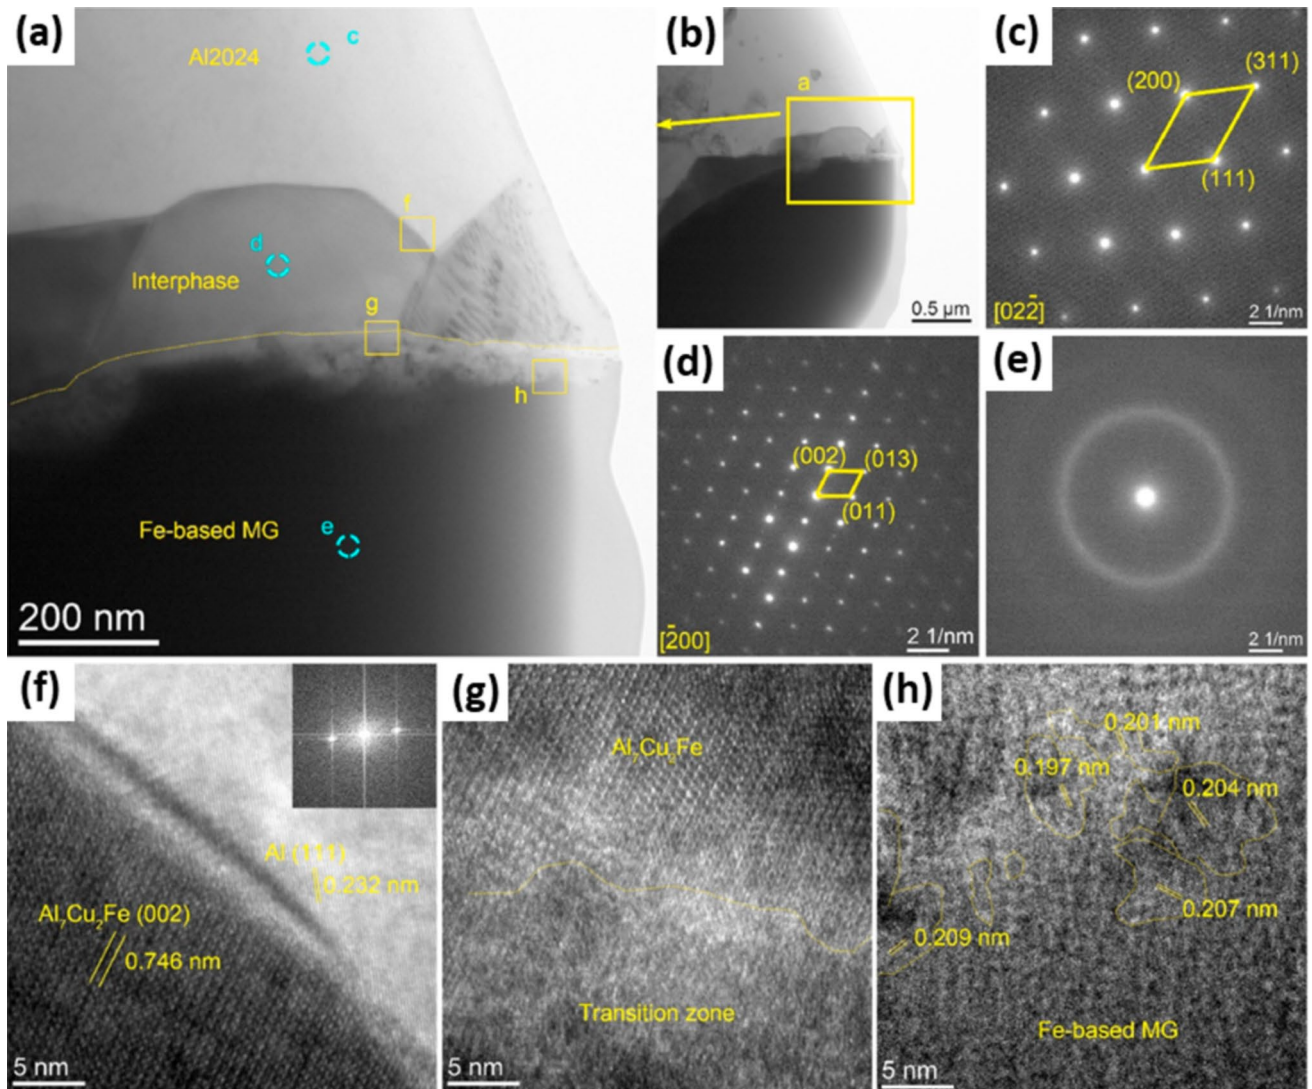 (a)
Al2024
c
d
Interphase
f
g
h
Fe-based MG
e
200 nm
(b)
a
0.5 µm
(c)
(200)
(311)
(111)
[022̄]
2 1/nm
(d)
(002)
(013)
(011)
[2̄00]
2 1/nm
(e)
2 1/nm
(f)
Al (111)
0.232 nm
Al₇Cu₂Fe (002)
0.746 nm
5 nm
(g)
Al₇Cu₂Fe
Transition zone
5 nm
(h)
0.201 nm
0.197 nm
0.204 nm
0.207 nm
0.209 nm
Fe-based MG
5 nm